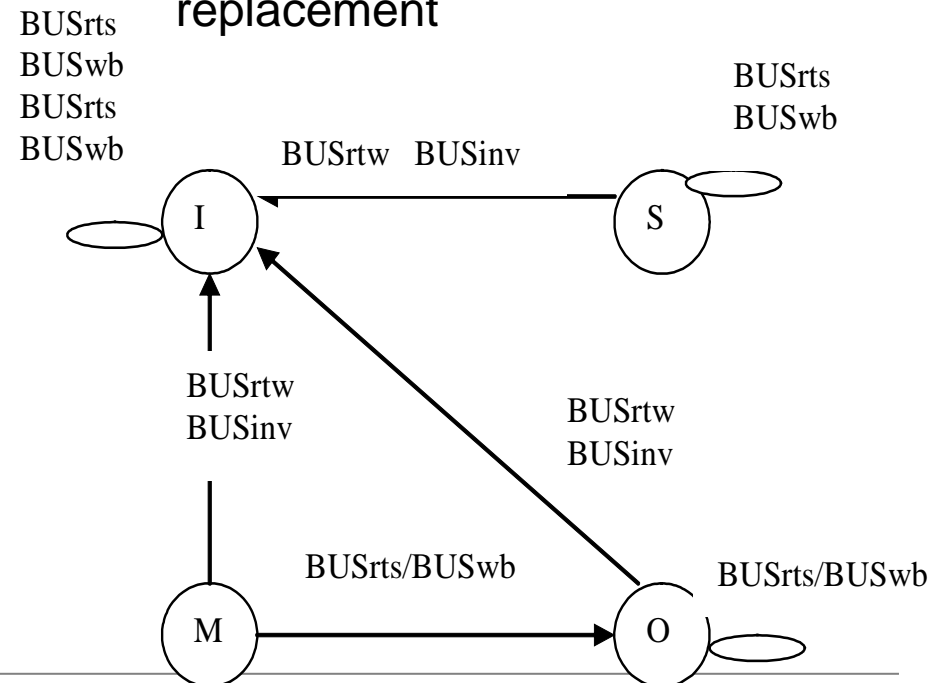 replacement
BUSrts
BUSwb
BUSrts
BUSwb
BUSrts
BUSwb
BUSrtw BUSinv
I
S
BUSrtw
BUSinv
BUSrtw
BUSinv
BUSrts/BUSwb
BUSrts/BUSwb
M
O